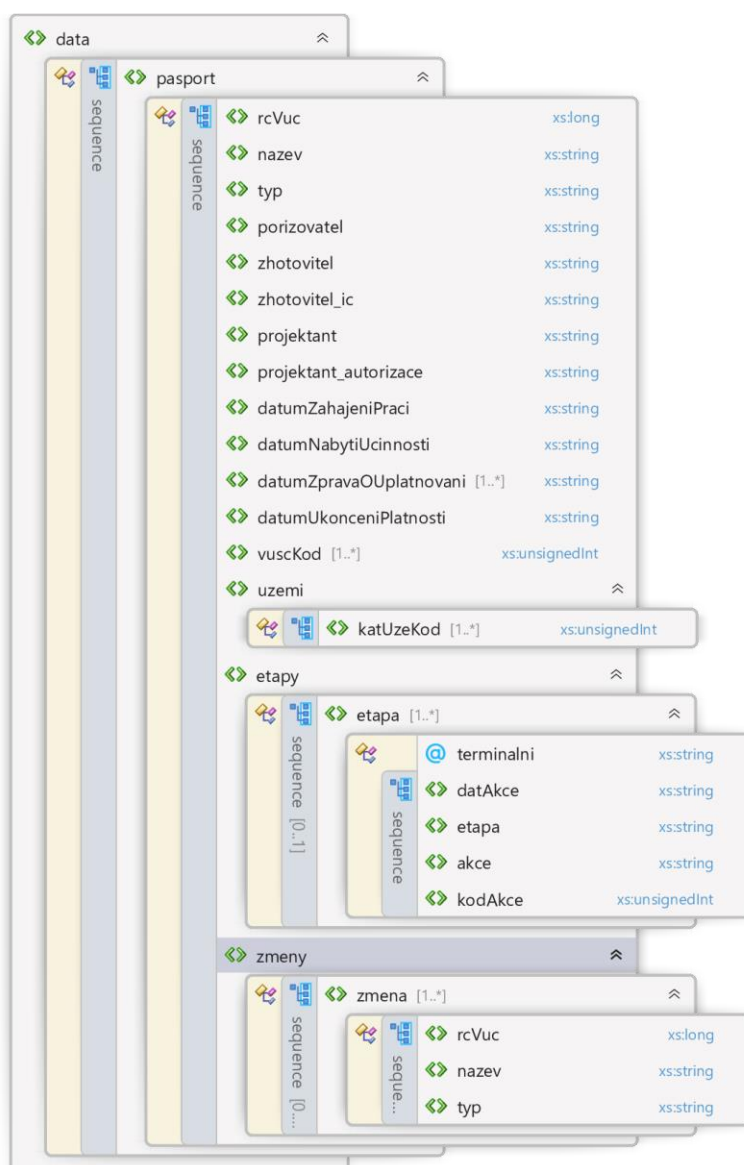 data
pasport
sequence
sequence
rcVuc xs:long
nazev xs:string
typ xs:string
porizovatel xs:string
zhotovitel xs:string
zhotovitel_ic xs:string
projektant xs:string
projektant_autorizace xs:string
datumZahajeniPraci xs:string
datumNabytiUcinnosti xs:string
datumZpravaOUplatnovani [1..*] xs:string
datumUkonceniPlatnosti xs:string
vuscKod [1..*] xs:unsignedInt
uzemi
katUzeKod [1..*] xs:unsignedInt
etapy
sequence [0..1]
etapa [1..*]
sequence
@ terminalni xs:string
datAkce xs:string
etapa xs:string
akce xs:string
kodAkce xs:unsignedInt
zmeny
sequence [0....
zmena [1..*]
seque...
rcVuc xs:long
nazev xs:string
typ xs:string